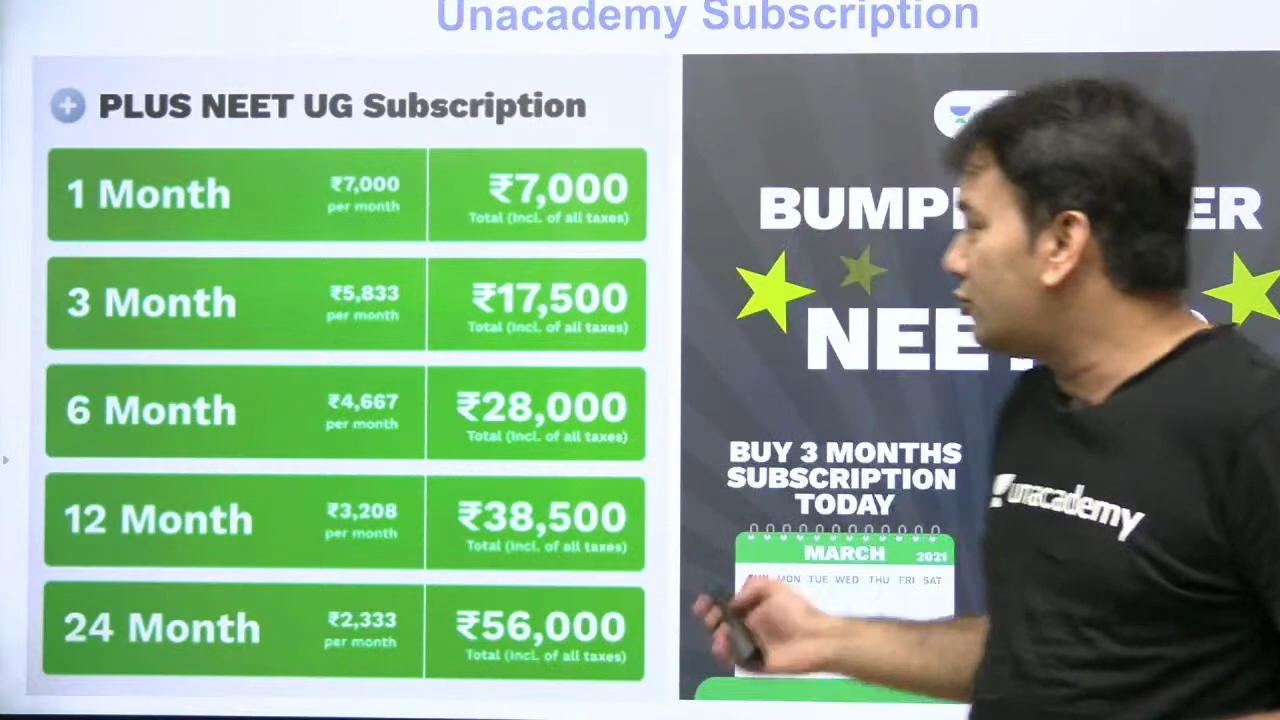 Unacademy Subscription
PLUS NEET UG Subscription
1 Month
₹7,000
per month
₹7,000
Total (Incl. of all taxes)
3 Month
₹5,833
per month
₹17,500
Total (Incl. of all taxes)
6 Month
₹4,667
per month
₹28,000
Total (Incl. of all taxes)
12 Month
₹3,208
per month
₹38,500
Total (Incl. of all taxes)
24 Month
₹2,333
per month
₹56,000
Total (Incl. of all taxes)
BUY 3 MONTHS
SUBSCRIPTION
TODAY
MARCH 2021
SUN MON TUE WED THU FRI SAT
unacademy